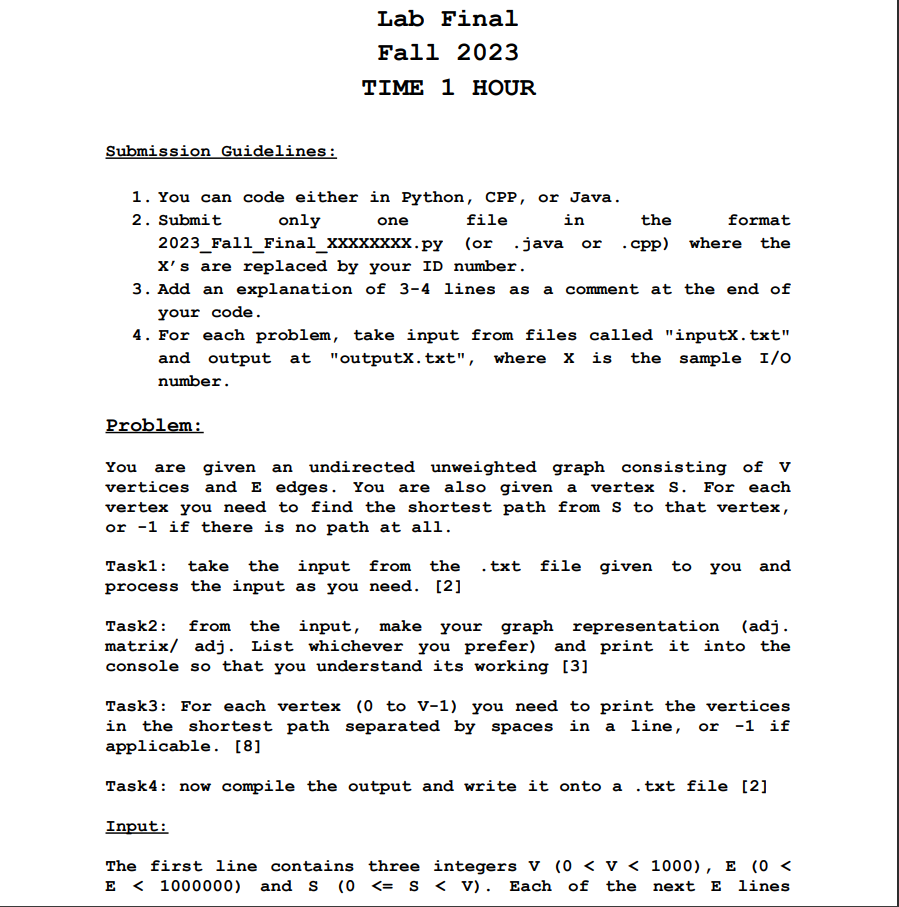 Lab Final
Fall 2023
TIME 1 HOUR
Submission Guidelines:
1. You can code either in Python, CPP, or Java.
2. Submit only one file in the format
2023_Fall_Final_XXXXXXXX.py (or .java or .cpp) where the
X's are replaced by your ID number.
3. Add an explanation of 3-4 lines as a comment at the end of
your code.
4. For each problem, take input from files called "inputX.txt"
and output at "outputX.txt", where X is the sample I/O
number.
Problem:
You are given an undirected unweighted graph consisting of V
vertices and E edges. You are also given a vertex S. For each
vertex you need to find the shortest path from S to that vertex,
or -1 if there is no path at all.
Task1: take the input from the .txt file given to you and
process the input as you need. [2]
Task2: from the input, make your graph representation (adj.
matrix/ adj. List whichever you prefer) and print it into the
console so that you understand its working [3]
Task3: For each vertex (0 to V-1) you need to print the vertices
in the shortest path separated by spaces in a line, or -1 if
applicable. [8]
Task4: now compile the output and write it onto a .txt file [2]
Input:
The first line contains three integers V (0 < V < 1000), E (0 <
E < 1000000) and S (0 <= S < V). Each of the next E lines